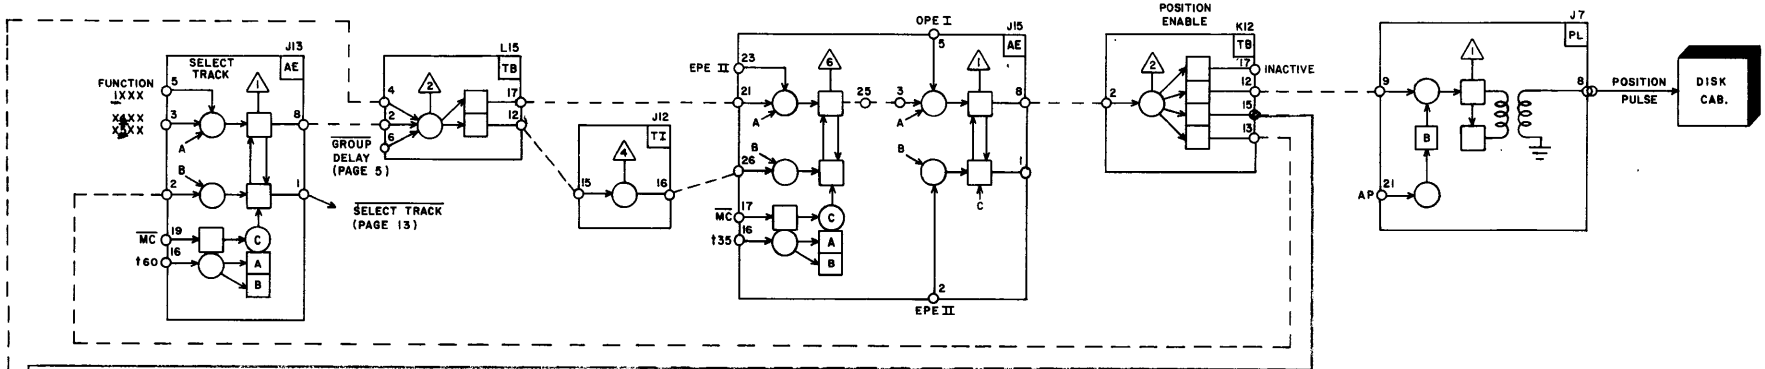 J13
AE
SELECT
TRACK
FUNCTION
1XXX
5
1
3
8
A
B
2
1
SELECT TRACK
(PAGE 13)
MC
19
C
16
t60
A
B
L15
TB
4
2
17
2
12
6
GROUP
DELAY
(PAGE 5)
J12
TI
4
15
16
OPE I
5
J15
AE
EPE II
23
6
1
21
25
3
8
A
A
B
26
B
1
C
MC
17
C
t35
16
A
B
2
EPE II
POSITION
ENABLE
K12
TB
2
17
INACTIVE
12
2
15
13
J7
PL
1
9
8
B
AP
21
POSITION
PULSE
DISK
CAB.